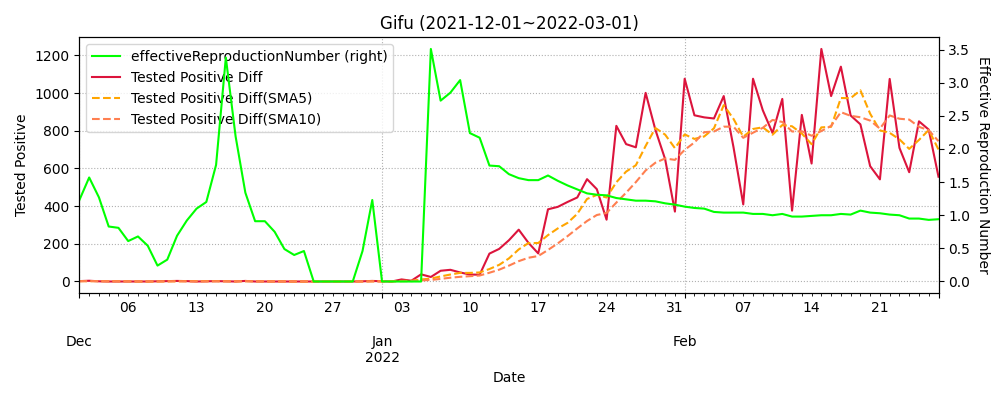 Gifu (2021-12-01~2022-03-01)
effectiveReproductionNumber (right)
Tested Positive Diff
Tested Positive Diff(SMA5)
Tested Positive Diff(SMA10)
Tested Positive
1200
1000
800
600
400
200
0
Effective Reproduction Number
3.5
3.0
2.5
2.0
1.5
1.0
0.5
0.0
06 13 20 27 03 10 17 24 07 14 21
Dec Jan Feb
2022
Date